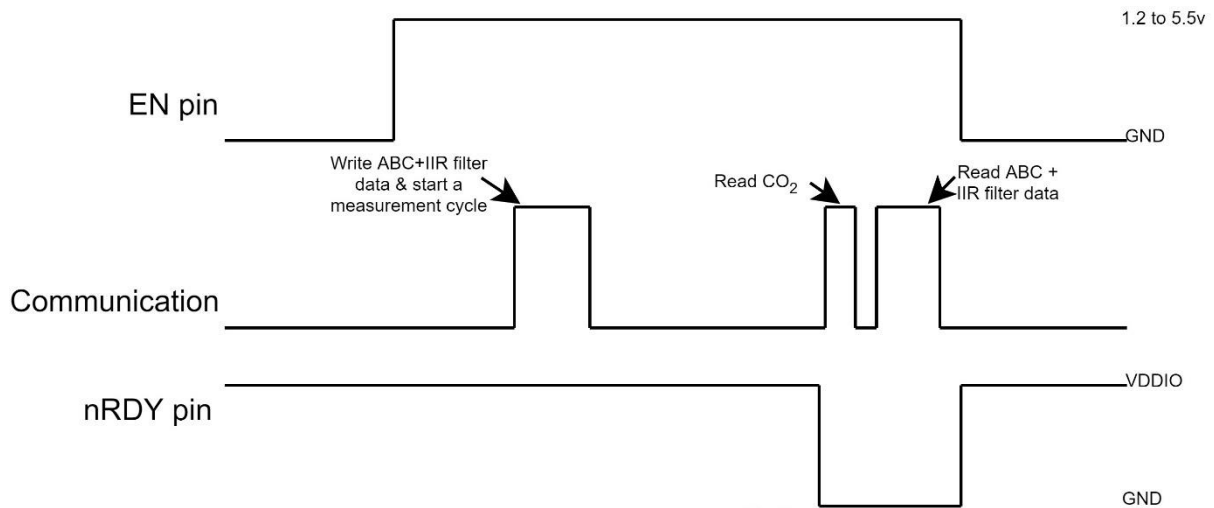 1.2 to 5.5v
EN pin
GND
Write ABC+IIR filter
data & start a
measurement cycle
Read CO₂
Read ABC +
IIR filter data
Communication
VDDIO
nRDY pin
GND